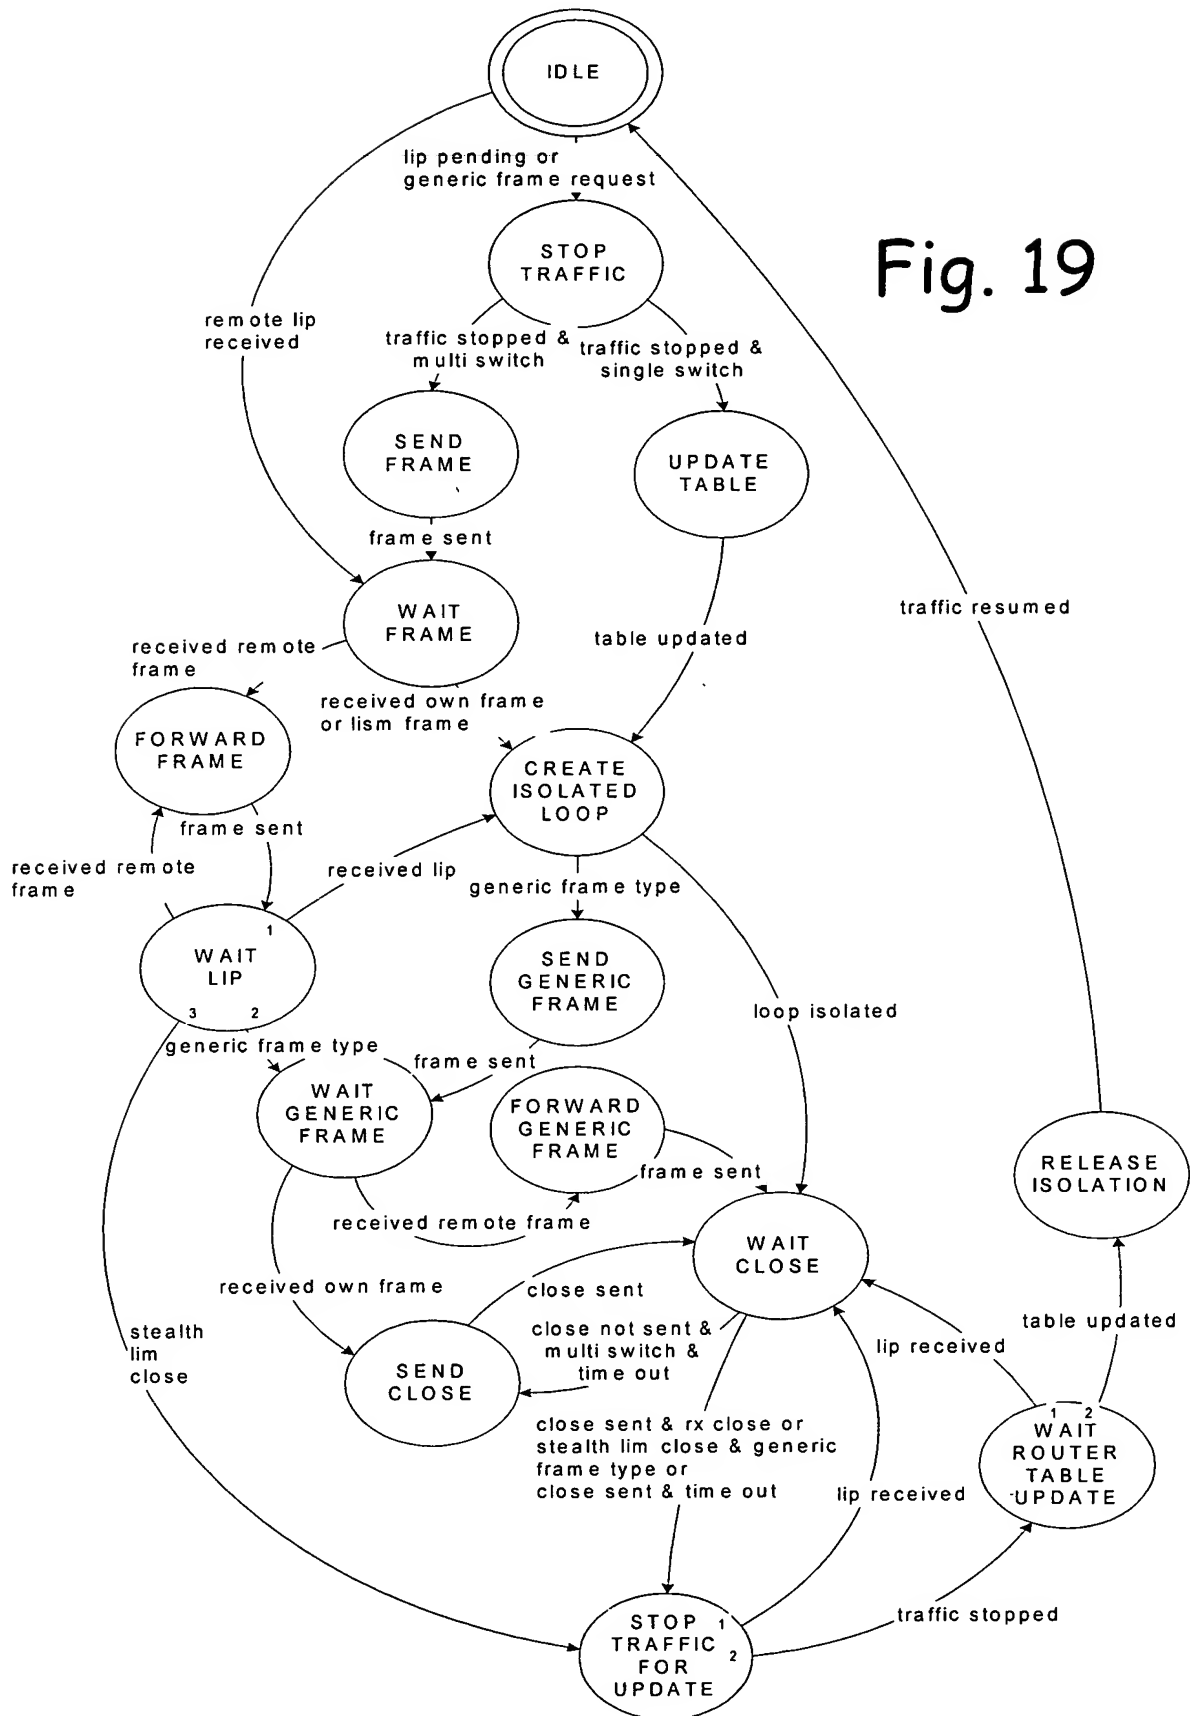 IDLE
lip pending or
generic frame request
STOP
TRAFFIC
Fig. 19
remote lip
received
traffic stopped &
multi switch
traffic stopped &
single switch
SEND
FRAME
UPDATE
TABLE
frame sent
WAIT
FRAME
traffic resumed
table updated
received remote
frame
received own frame
or lism frame
FORWARD
FRAME
CREATE
ISOLATED
LOOP
frame sent
received remote
frame
received lip
generic frame type
1
WAIT
LIP
3
2
SEND
GENERIC
FRAME
loop isolated
generic frame type
frame sent
WAIT
GENERIC
FRAME
FORWARD
GENERIC
FRAME
frame sent
RELEASE
ISOLATION
received remote frame
WAIT
CLOSE
received own frame
close sent
close not sent &
multi switch &
time out
stealth
lim
close
SEND
CLOSE
lip received
table updated
close sent & rx close or
stealth lim close & generic
frame type or
close sent & time out
1
2
WAIT
ROUTER
TABLE
UPDATE
lip received
traffic stopped
STOP
TRAFFIC
FOR
UPDATE
1
2